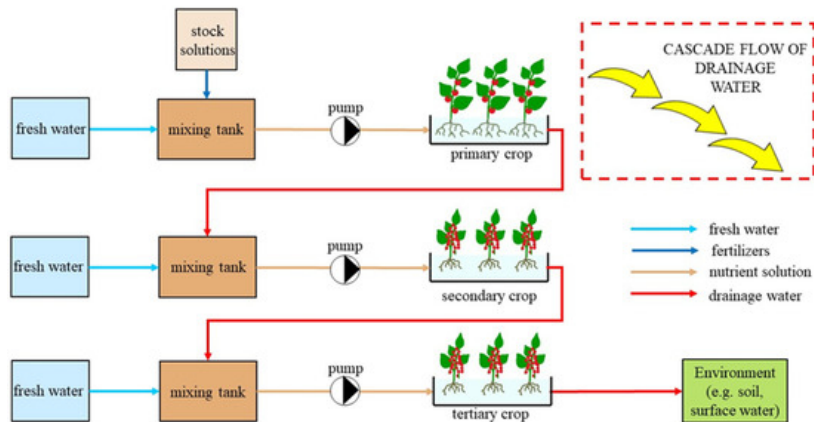 stock
solutions
fresh water
mixing tank
pump
primary crop
CASCADE FLOW OF
DRAINAGE
WATER
fresh water
mixing tank
pump
secondary crop
fresh water
fertilizers
nutrient solution
drainage water
fresh water
mixing tank
pump
tertiary crop
Environment
(e.g. soil,
surface water)